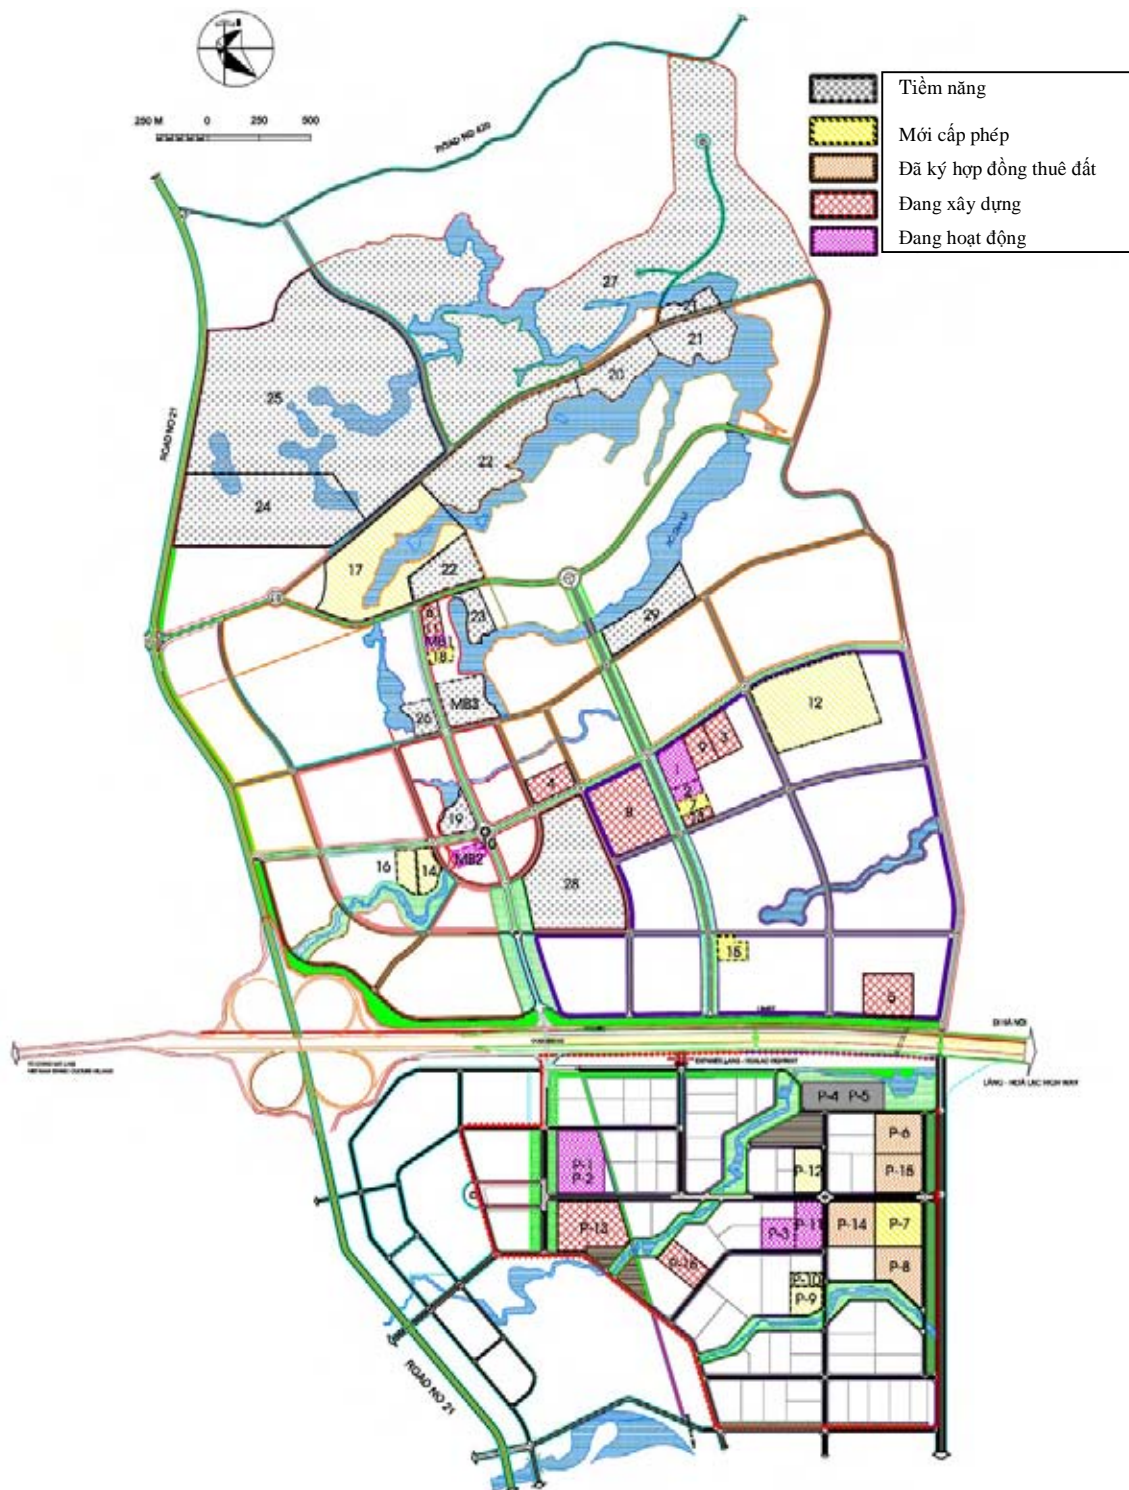 250 M 0 250 500
ROAD NO 420
Tiềm năng
Mới cấp phép
Đã ký hợp đồng thuê đất
Đang xây dựng
Đang hoạt động
27
21
21
20
25
ROAD NO 21
22
24
17
22
23
29
MB1
18
12
26
MB3
3
1
4
2
8
19
10
MB2
16
14
28
15
5
ĐI HÀ NỘI
LÁNG - HOÀ LẠC HIGH WAY
P-4 P-5
P-6
P-1
P-2
P-12
P-15
P-13
P-3
P-11
P-14
P-7
P-16
P-10
P-9
P-8
ROAD NO 21